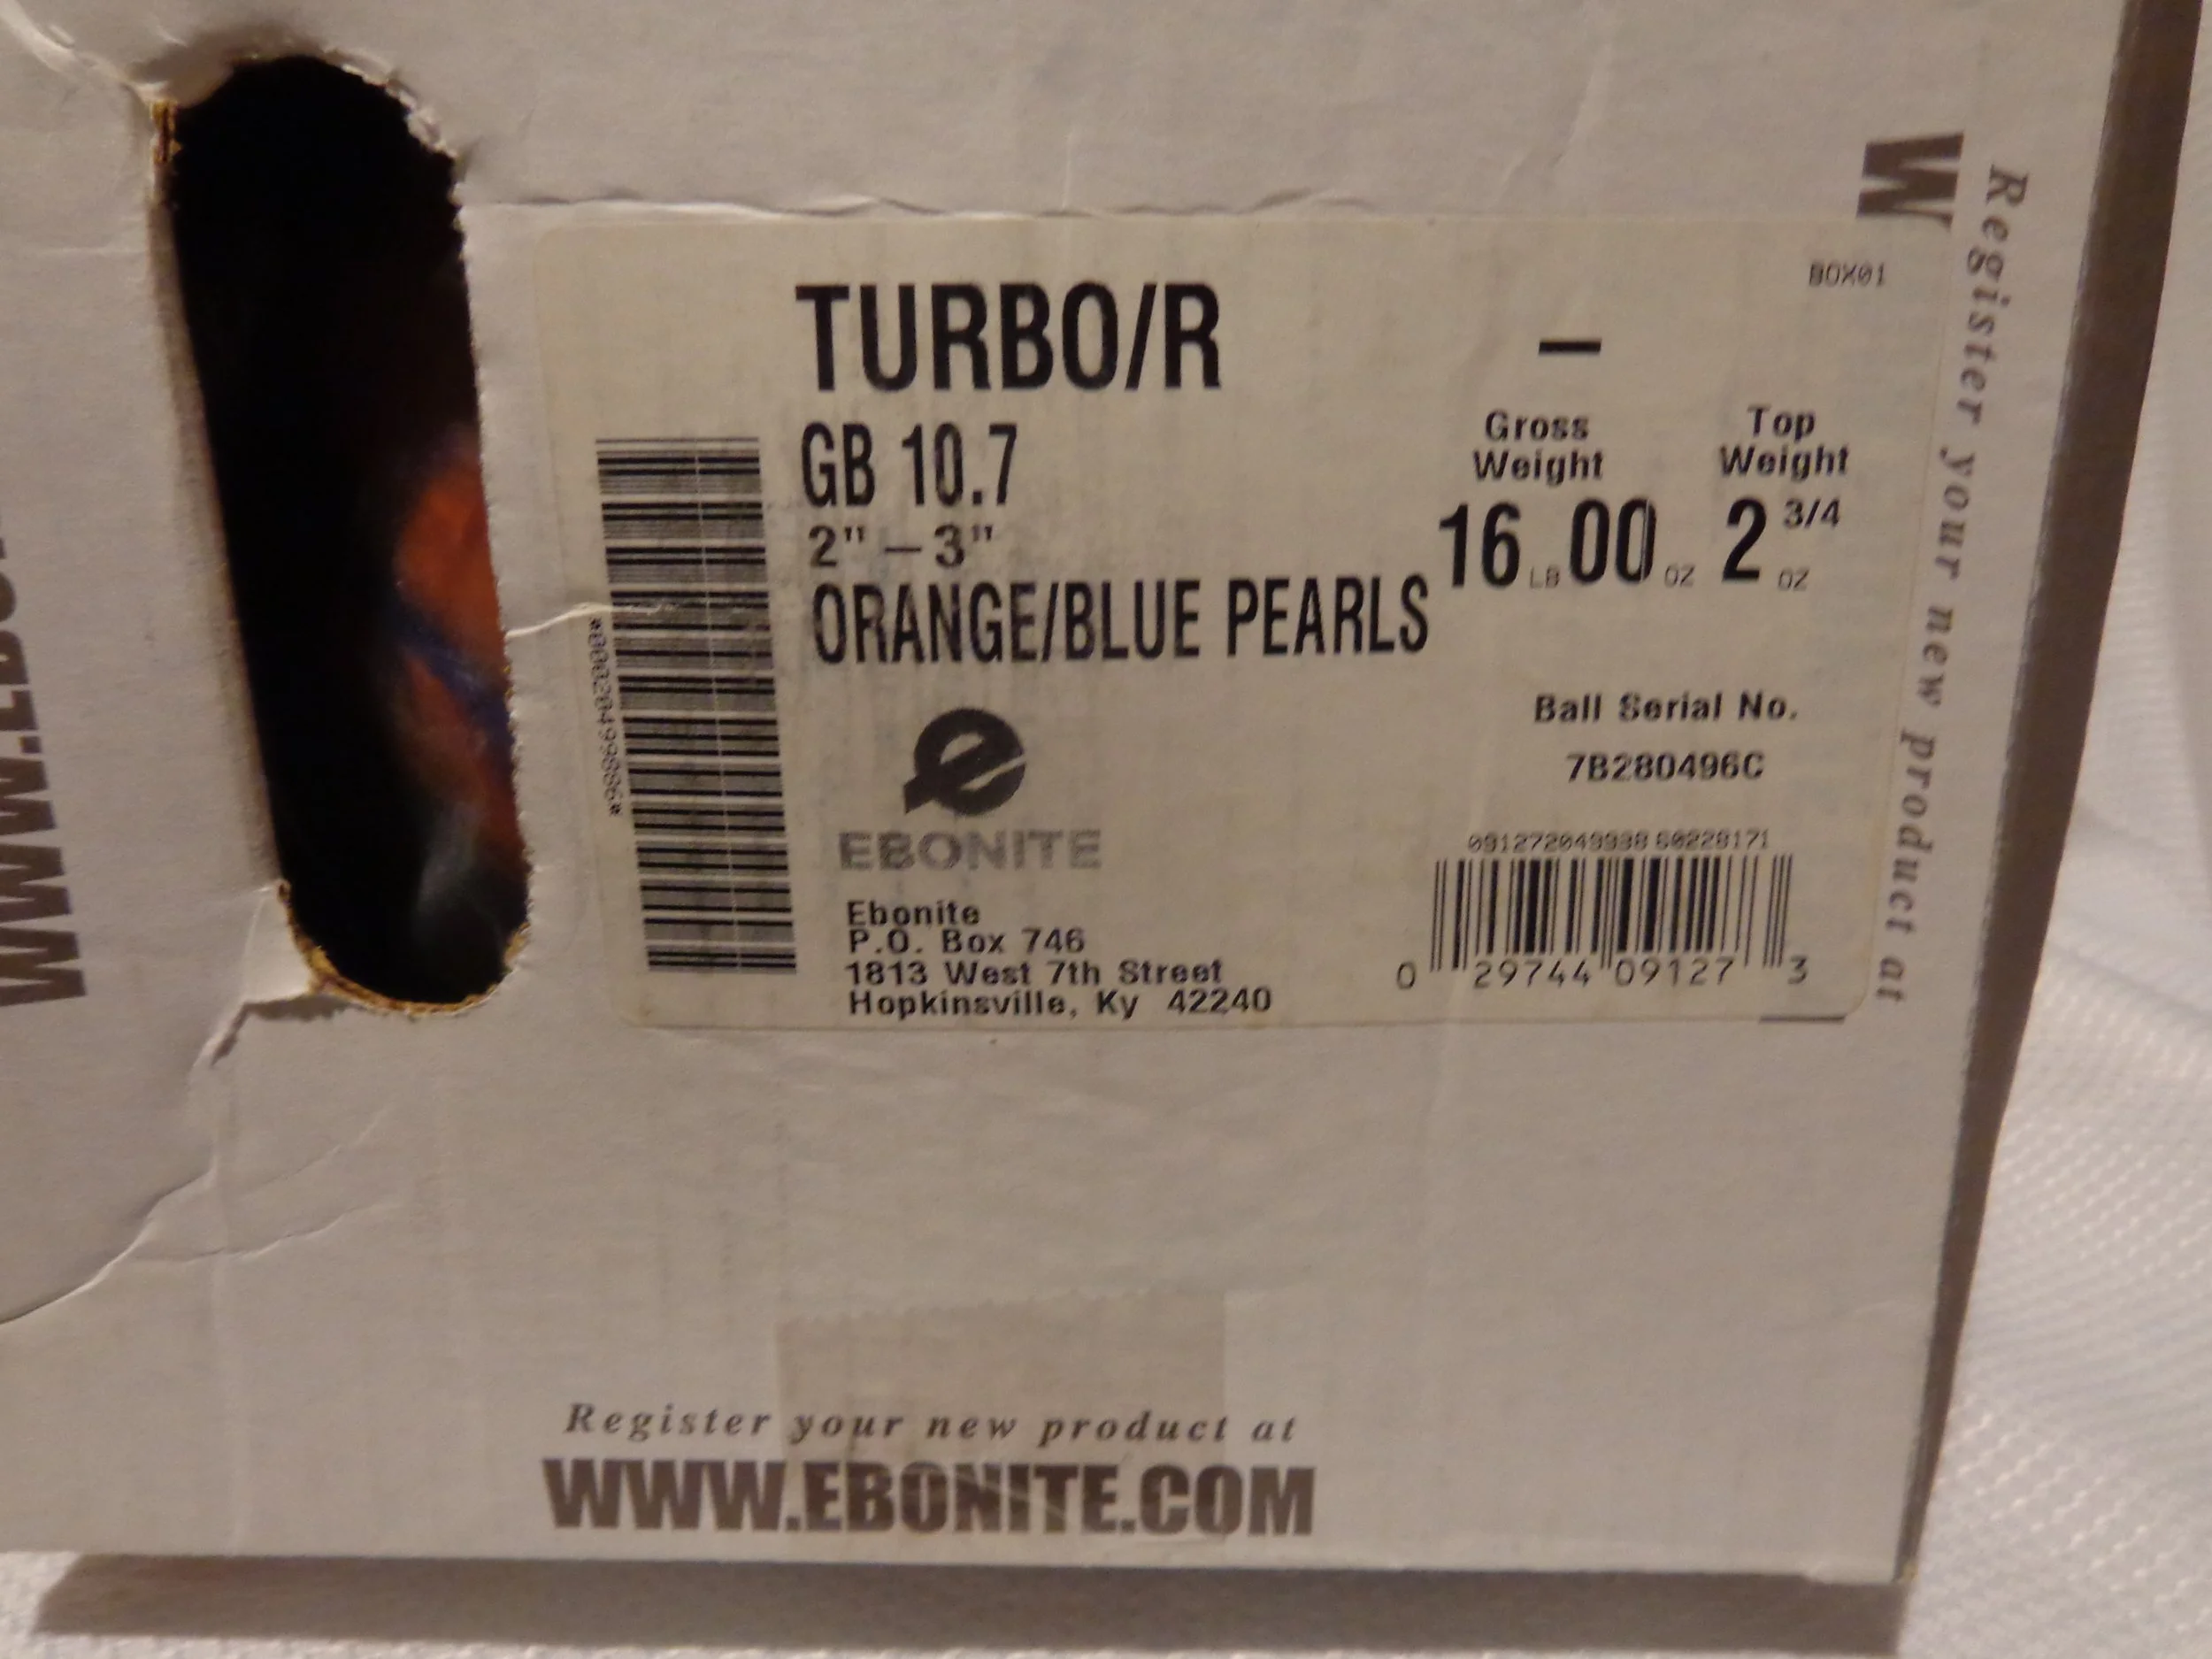 W
Register your new product at
BOX01
TURBO/R
—
GB 10.7
2" – 3"
ORANGE/BLUE PEARLS
Gross Weight
16 LB 00 OZ
Top Weight
2 3/4 OZ
Ball Serial No.
7B280496C
EBONITE
Ebonite
P.O. Box 746
1813 West 7th Street
Hopkinsville, Ky 42240
0 29744 09127 3
Register your new product at
WWW.EBONITE.COM